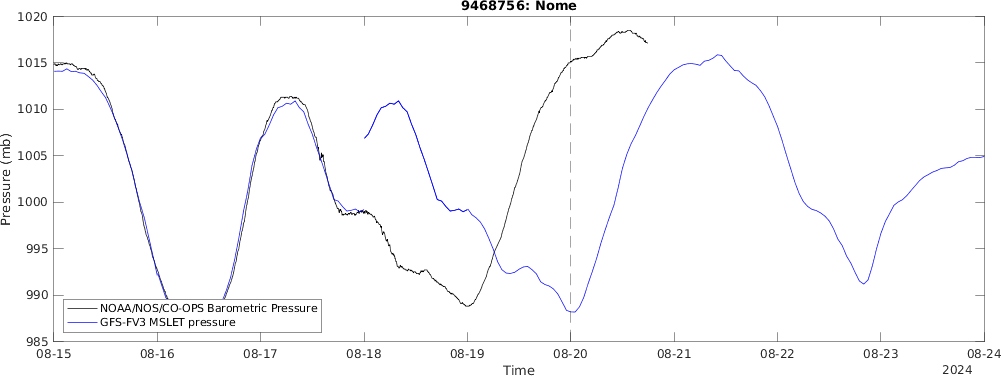 9468756: Nome
1020
1015
1010
1005
1000
995
990
985
Pressure (mb)
NOAA/NOS/CO-OPS Barometric Pressure
GFS-FV3 MSLET pressure
08-15 08-16 08-17 08-18 08-19 08-20 08-21 08-22 08-23 08-24
Time
2024